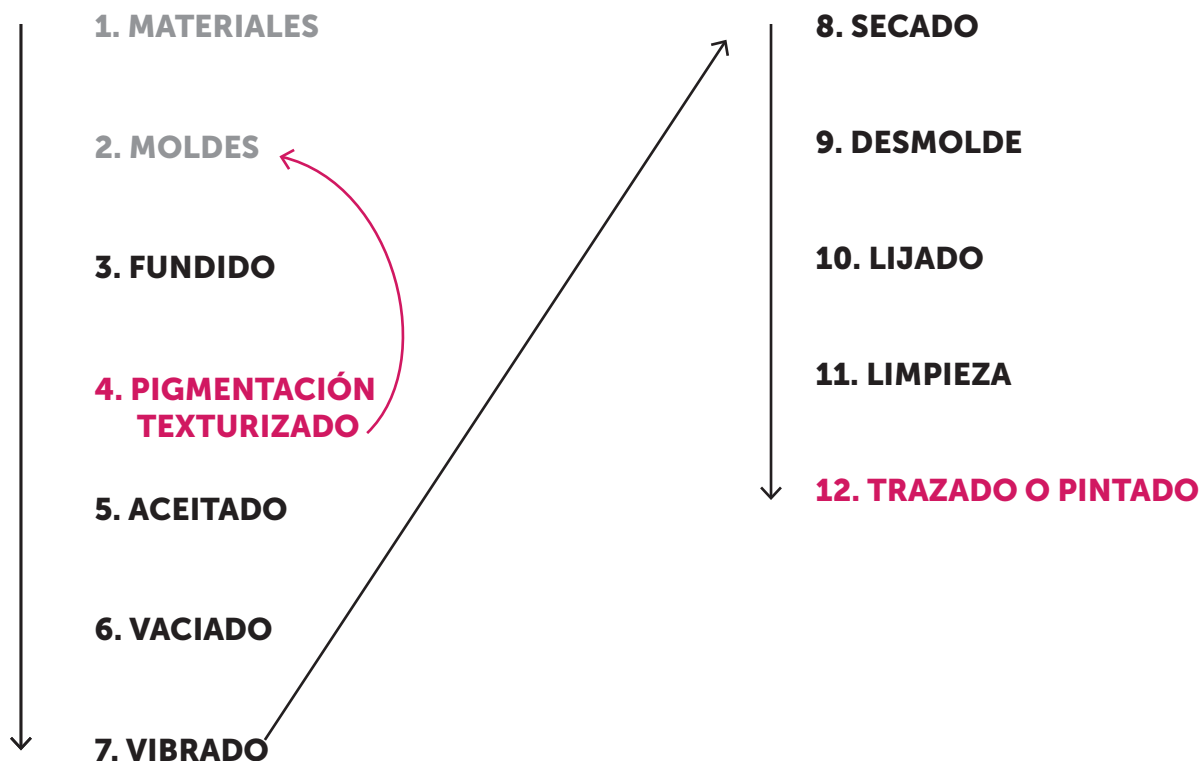 1. MATERIALES
2. MOLDES
3. FUNDIDO
4. PIGMENTACIÓN
TEXTURIZADO
5. ACEITADO
6. VACIADO
7. VIBRADO
8. SECADO
9. DESMOLDE
10. LIJADO
11. LIMPIEZA
12. TRAZADO O PINTADO